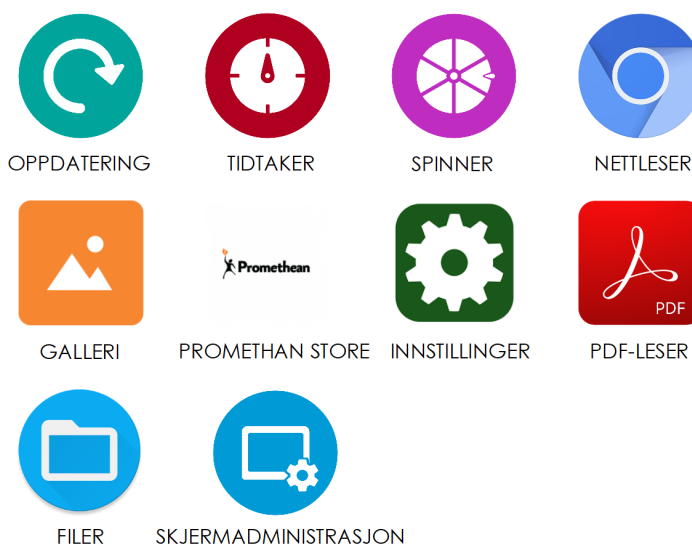 OPPDATERING
TIDTAKER
SPINNER
NETTLESER
Promethean
PDF
GALLERI
PROMETHAN STORE
INNSTILLINGER
PDF-LESER
FILER
SKJERMADMINISTRASJON